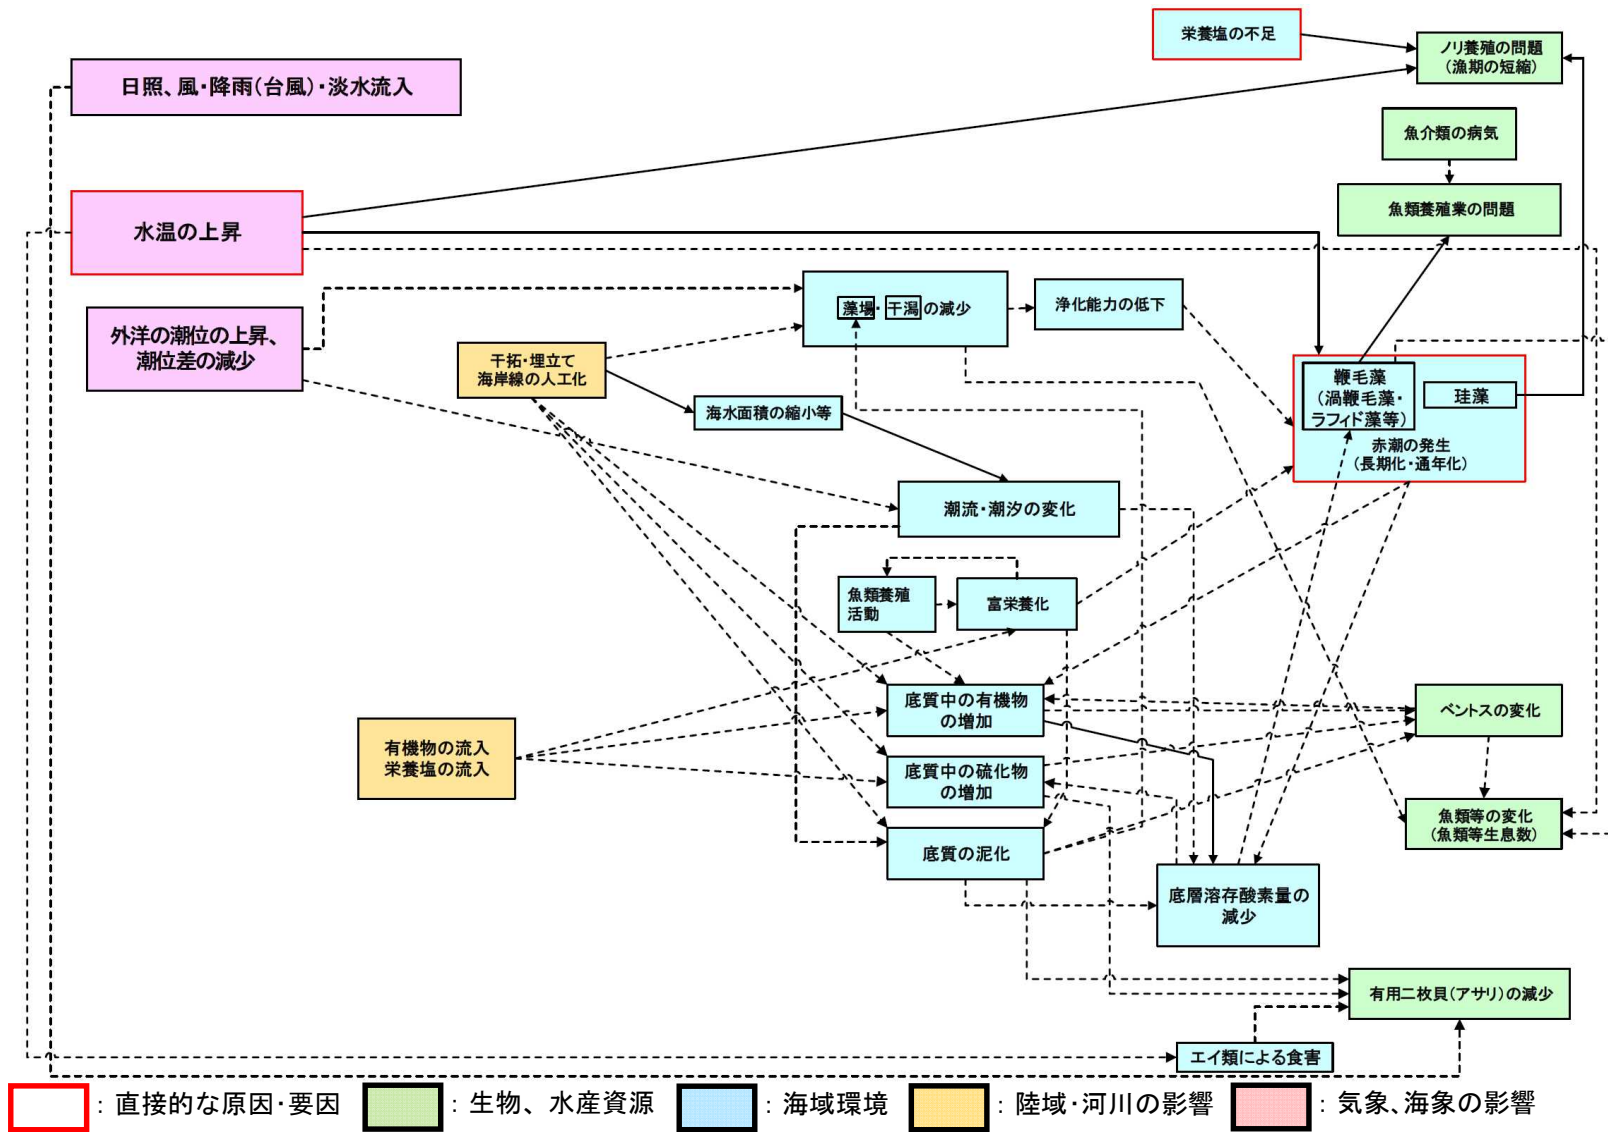 栄養塩の不足
ノリ養殖の問題
(漁期の短縮)
日照、風・降雨(台風)・淡水流入
魚介類の病気
魚類養殖業の問題
水温の上昇
藻場・干潟の減少
浄化能力の低下
外洋の潮位の上昇、
潮位差の減少
干拓・埋立て
海岸線の人工化
海水面積の縮小等
鞭毛藻
(渦鞭毛藻・
ラフィド藻等)
珪藻
赤潮の発生
(長期化・通年化)
潮流・潮汐の変化
魚類養殖
活動
富栄養化
底質中の有機物
の増加
ベントスの変化
有機物の流入
栄養塩の流入
底質中の硫化物
の増加
魚類等の変化
(魚類等生息数)
底質の泥化
底層溶存酸素量の
減少
有用二枚貝(アサリ)の減少
エイ類による食害
:直接的な原因・要因
:生物、水産資源
:海域環境
:陸域・河川の影響
:気象、海象の影響